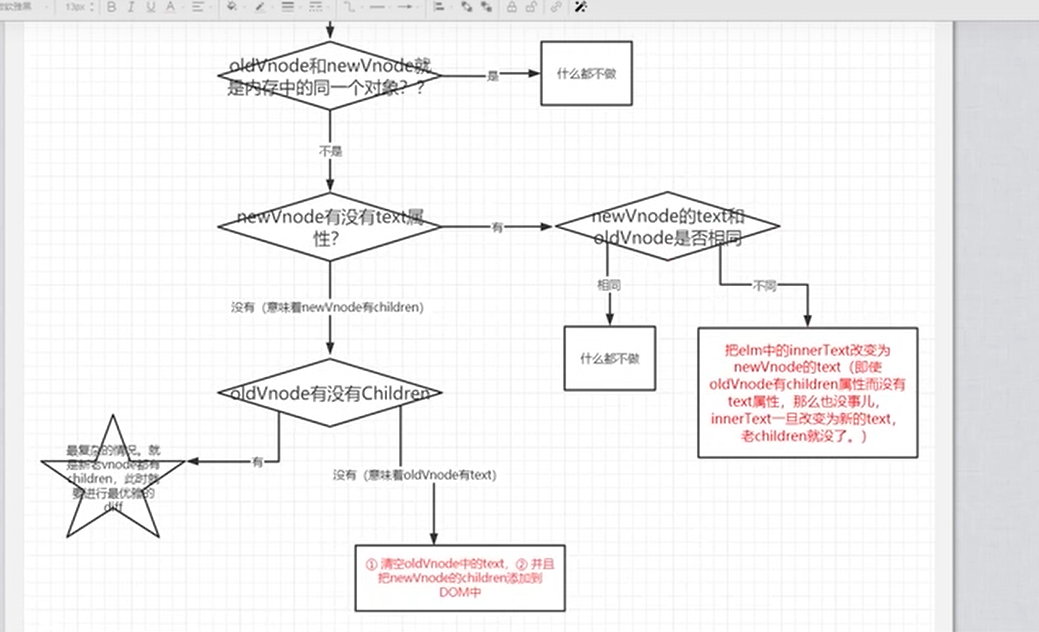 13px
B I U A
oldVnode和newVnode就
是内存中的同一个对象？？
是
什么都不做
不是
newVnode有没有text属
性？
有
newVnode的text和
oldVnode是否相同
没有（意味着newVnode有children）
相同
不同
什么都不做
把elm中的innerText改变为
newVnode的text（即使
oldVnode有children属性而没有
text属性，那么也没事儿，
innerText一旦改变为新的text，
老children就没了。）
oldVnode有没有Children
有
没有（意味着oldVnode有text）
最复杂的情况。就
是新老vnode都有
children，此时就
要进行最优雅的
diff
① 清空oldVnode中的text，② 并且
把newVnode的children添加到
DOM中